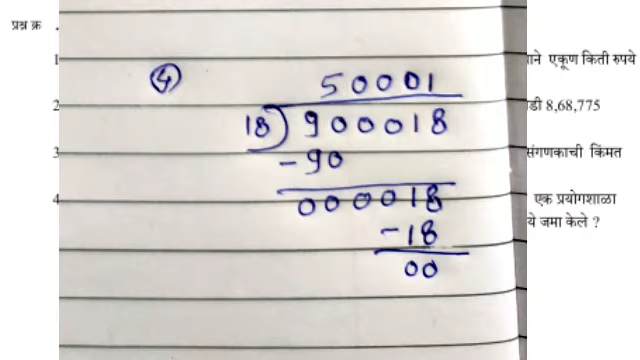 प्रश्न क्र .
1 ाने एकूण किती रुपये
④ 50001
2 डी 8,68,775
18 ) 900018
3 -90 संगणकाची किंमत
4 000018 एक प्रयोगशाळा
ये जमा केले ?
-18
00